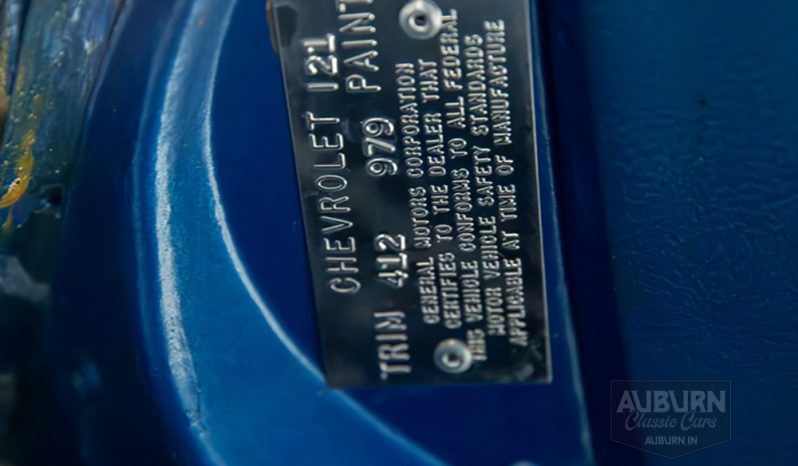 CHEVROLET 121
TRIM 412 979 PAINT
GENERAL MOTORS CORPORATION
CERTIFIES TO THE DEALER THAT
THIS VEHICLE CONFORMS TO ALL FEDERAL
MOTOR VEHICLE SAFETY STANDARDS
APPLICABLE AT TIME OF MANUFACTURE
AUBURN
Classic Cars
AUBURN.IN